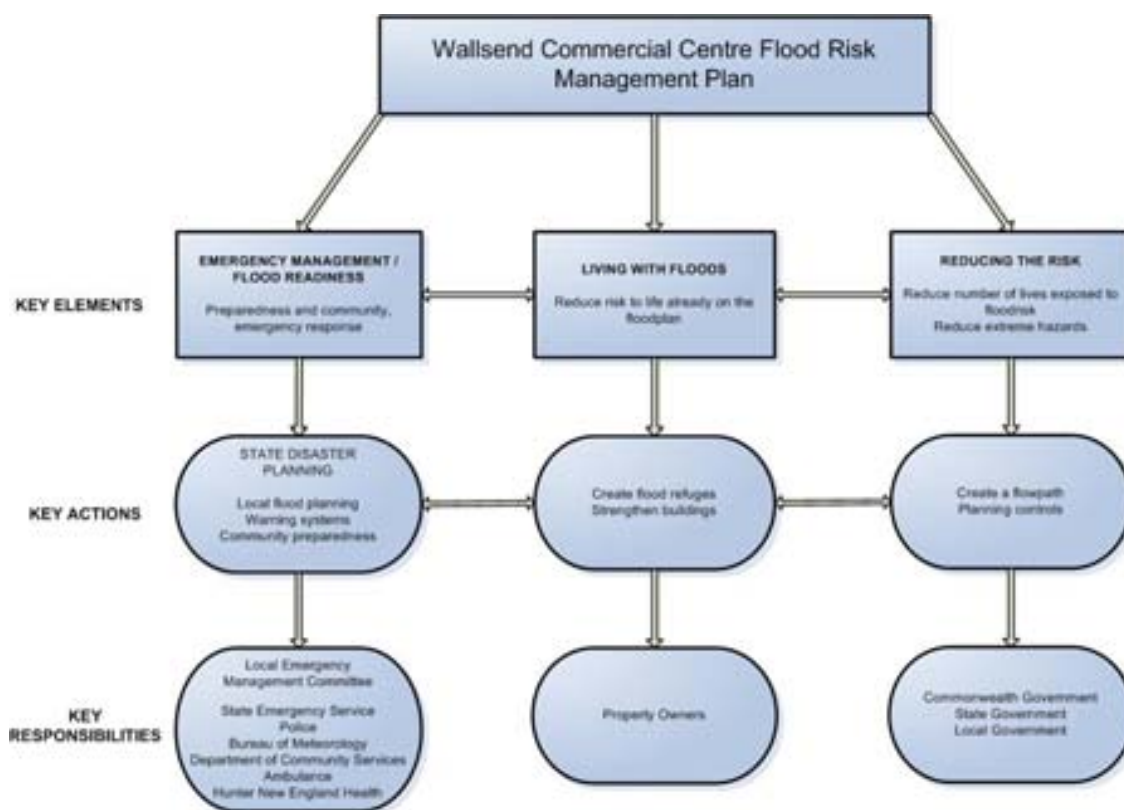 Wallsend Commercial Centre Flood Risk
Management Plan
KEY ELEMENTS
EMERGENCY MANAGEMENT /
FLOOD READINESS
Preparedness and community,
emergency response
LIVING WITH FLOODS
Reduce risk to life already on the
floodplan
REDUCING THE RISK
Reduce number of lives exposed to
floodrisk
Reduce extreme hazards.
KEY ACTIONS
STATE DISASTER
PLANNING
Local flood planning
Warning systems
Community preparedness
Create flood refuges
Strengthen buildings
Create a flowpath
Planning controls
KEY
RESPONSIBILITIES
Local Emergency
Management Committee
State Emergency Service
Police
Bureau of Meteorology
Department of Community Services
Ambulance
Hunter New England Health
Property Owners
Commonwealth Government
State Government
Local Government